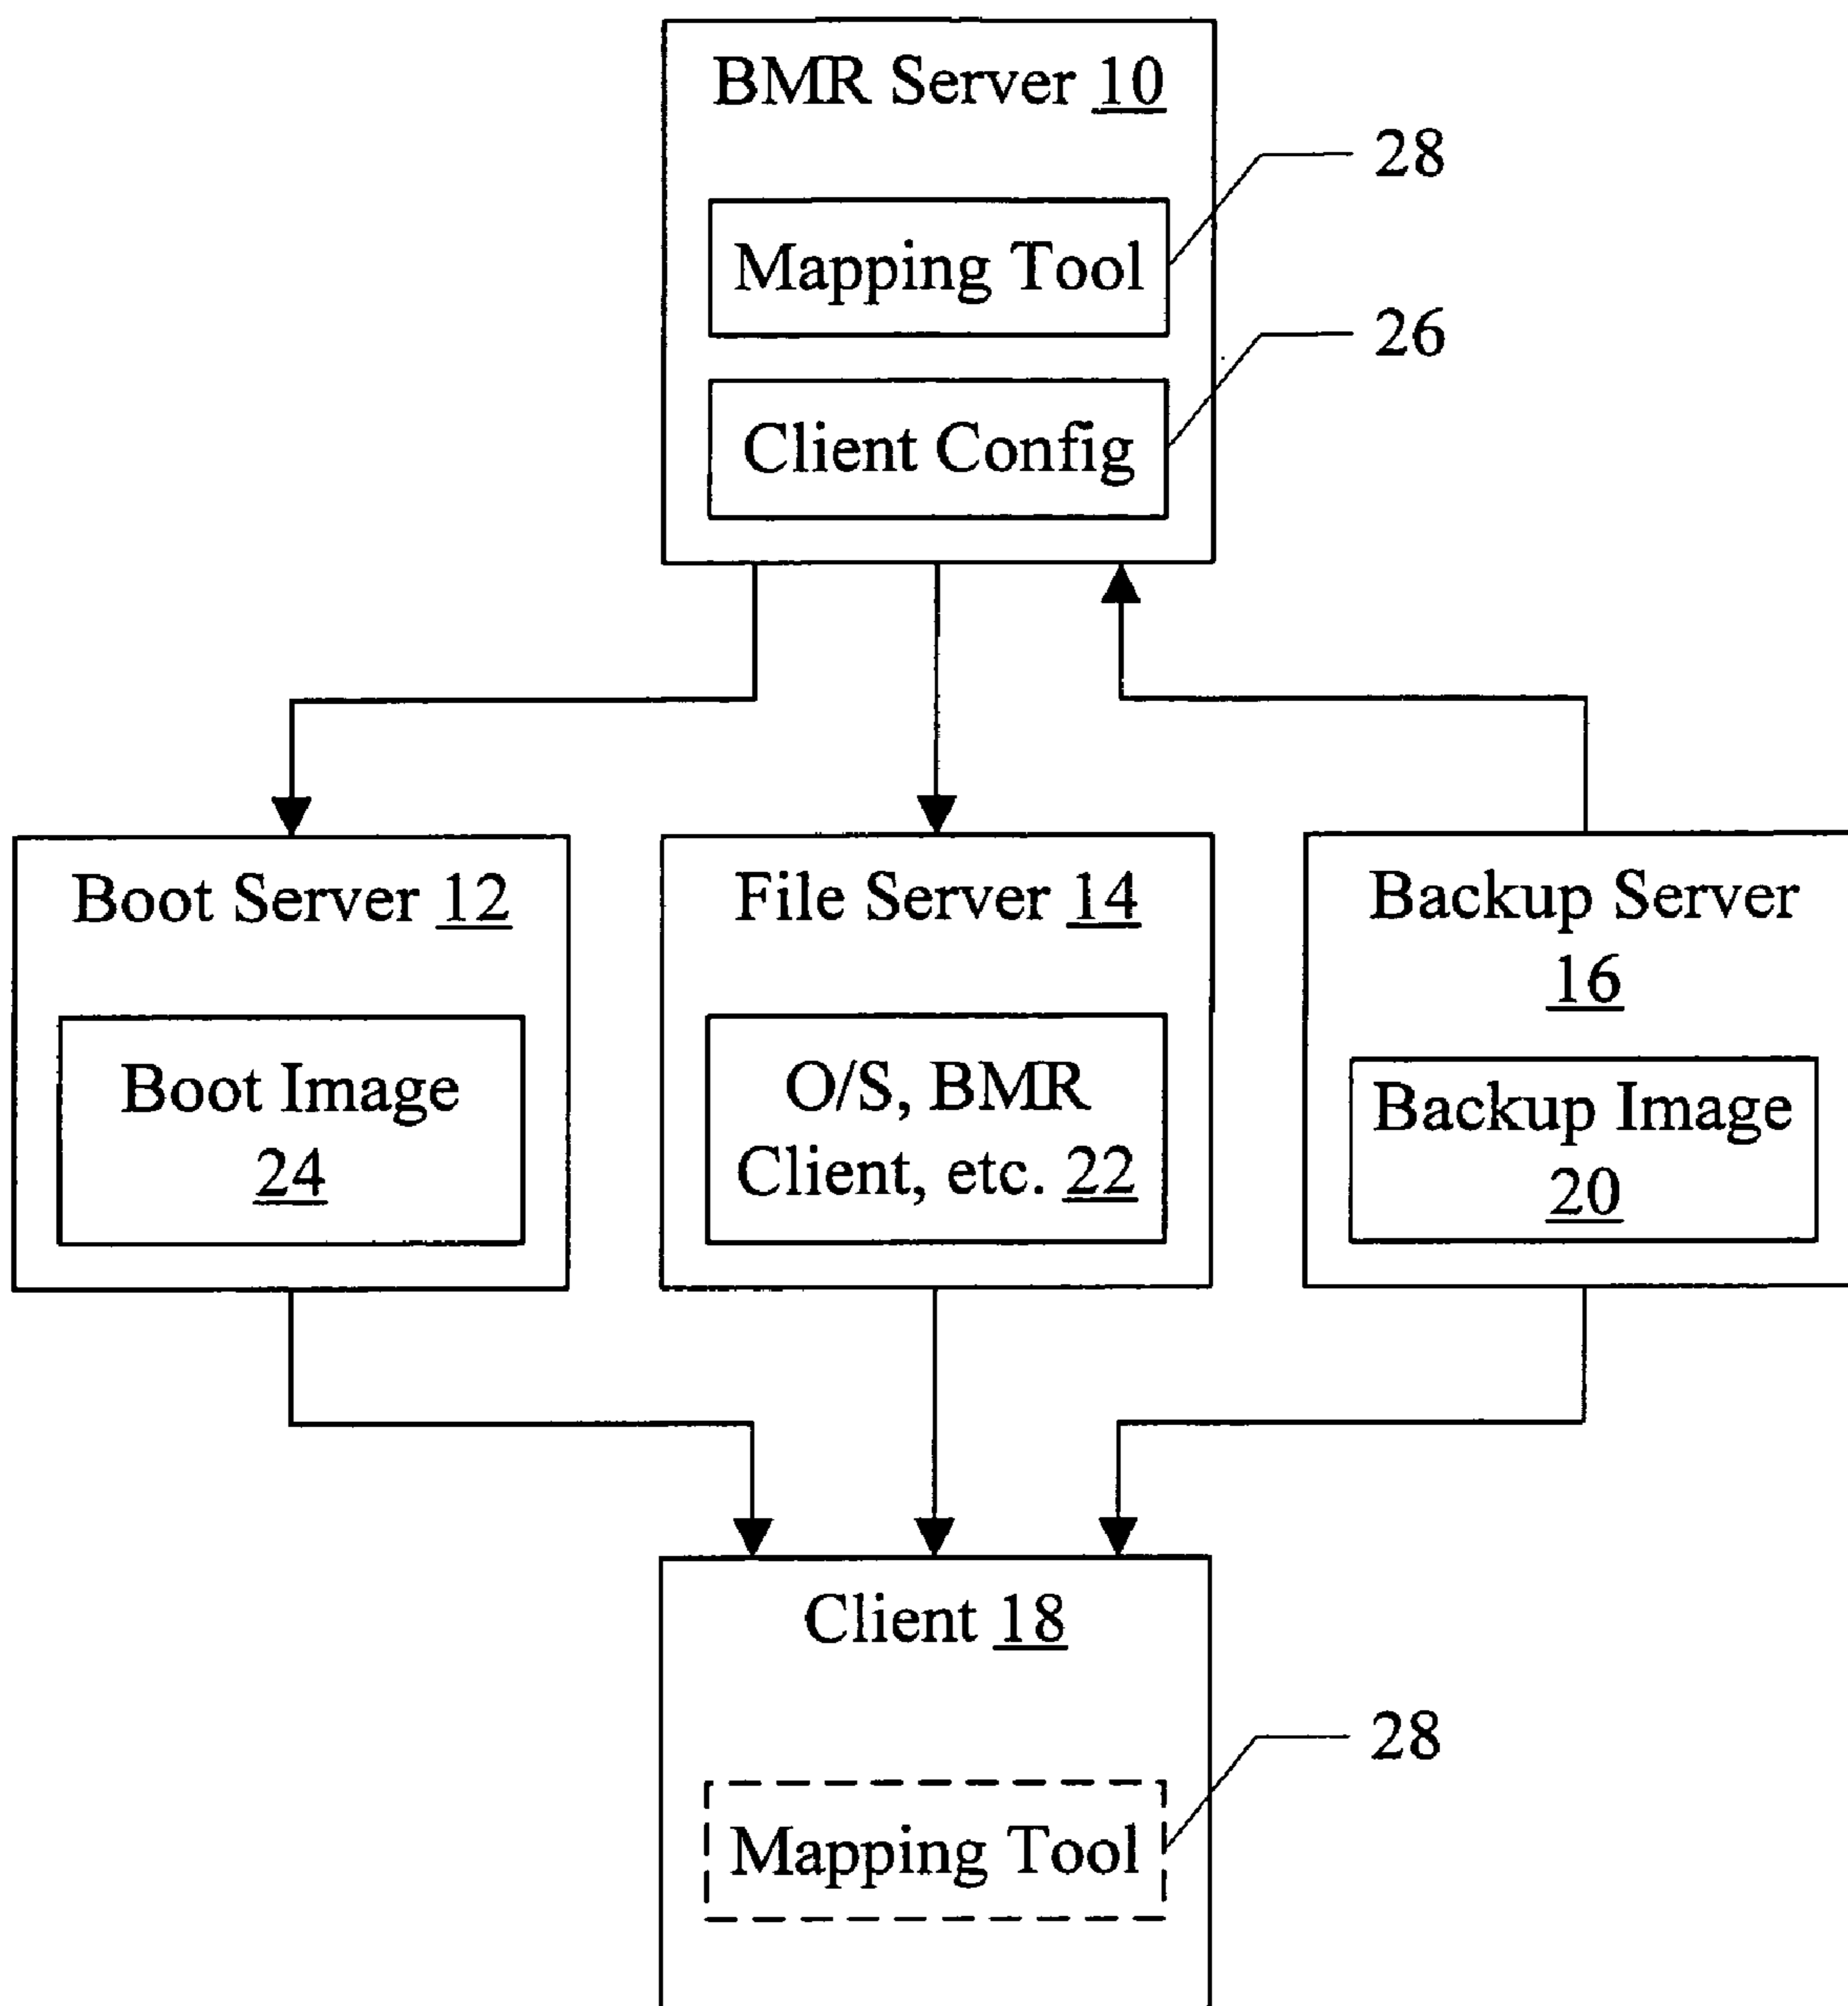 BMR Server 10
28
Mapping Tool
26
Client Config
Boot Server 12
Boot Image
24
File Server 14
O/S, BMR
Client, etc. 22
Backup Server
16
Backup Image
20
Client 18
28
Mapping Tool